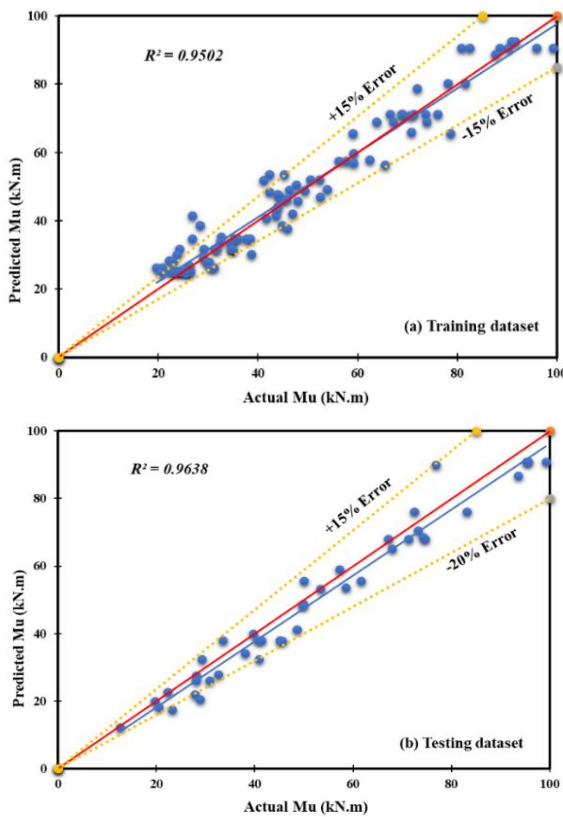 100
R² = 0.9502
+15% Error
-15% Error
80
60
40
20
0
Predicted Mu (kN.m)
(a) Training dataset
0 20 40 60 80 100
Actual Mu (kN.m)
100
R² = 0.9638
+15% Error
-20% Error
80
60
40
20
0
Predicted Mu (kN.m)
(b) Testing dataset
0 20 40 60 80 100
Actual Mu (kN.m)